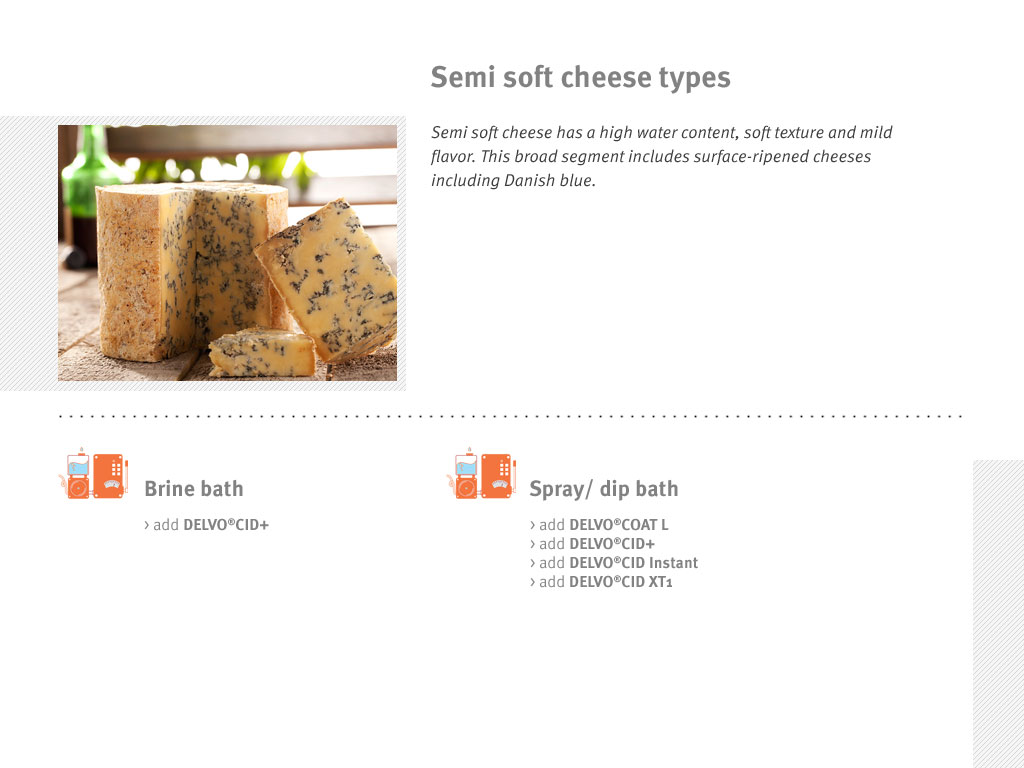 Semi soft cheese types
Semi soft cheese has a high water content, soft texture and mild
flavor. This broad segment includes surface-ripened cheeses
including Danish blue.
Brine bath
> add DELVO®CID+
Spray/ dip bath
> add DELVO®COAT L
> add DELVO®CID+
> add DELVO®CID Instant
> add DELVO®CID XT1